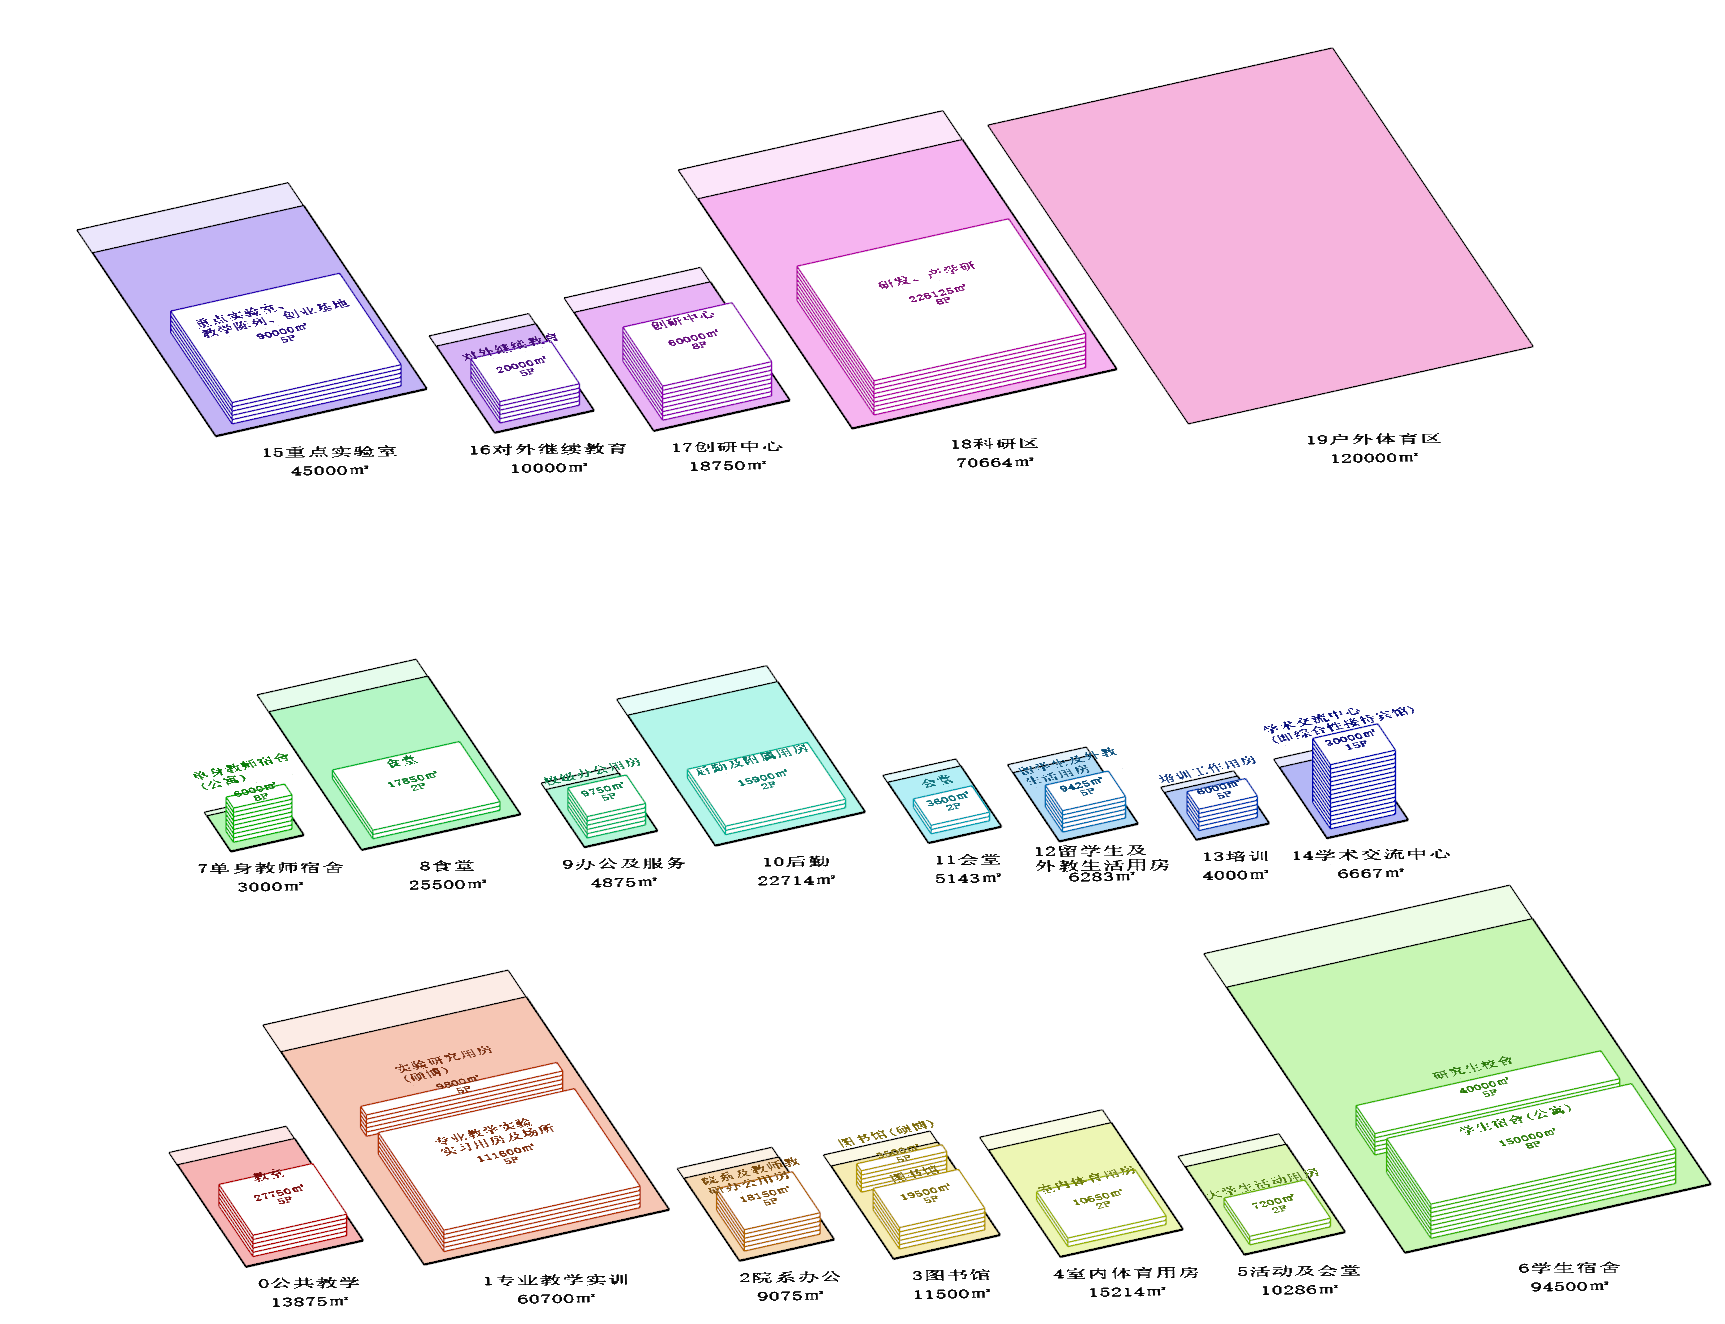 研发、产学研
226125㎡
8F
重点实验室、
教学陈列、创业基地
90000㎡
5F
对外继续教育
20000㎡
5F
创研中心
60000㎡
8F
15重点实验室
45000㎡
16对外继续教育
10000㎡
17创研中心
18750㎡
18科研区
70664㎡
19户外体育区
120000㎡
单身教师宿舍
(公寓)
6000㎡
8F
食堂
17850㎡
2F
校级办公用房
9750㎡
5F
后勤及附属用房
15900㎡
2F
会堂
3600㎡
2F
留学生及外教
生活用房
9425㎡
5F
培训工作用房
6000㎡
5F
学术交流中心
(即综合性接待宾馆)
30000㎡
15F
7单身教师宿舍
3000㎡
8食堂
25500㎡
9办公及服务
4875㎡
10后勤
22714㎡
11会堂
5143㎡
12留学生及
外教生活用房
6283㎡
13培训
4000㎡
14学术交流中心
6667㎡
教室
27750㎡
5F
实验研究用房
(硕博)
9800㎡
5F
专业教学实验
实习用房及场所
111600㎡
5F
院系及教师教
研办公用房
18150㎡
5F
图书馆(硕博)
5F
图书馆
19500㎡
5F
室内体育用房
10650㎡
2F
大学生活动用房
7200㎡
2F
研究生校舍
40000㎡
5F
学生宿舍(公寓)
150000㎡
8F
0公共教学
13875㎡
1专业教学实训
60700㎡
2院系办公
9075㎡
3图书馆
11500㎡
4室内体育用房
15214㎡
5活动及会堂
10286㎡
6学生宿舍
94500㎡